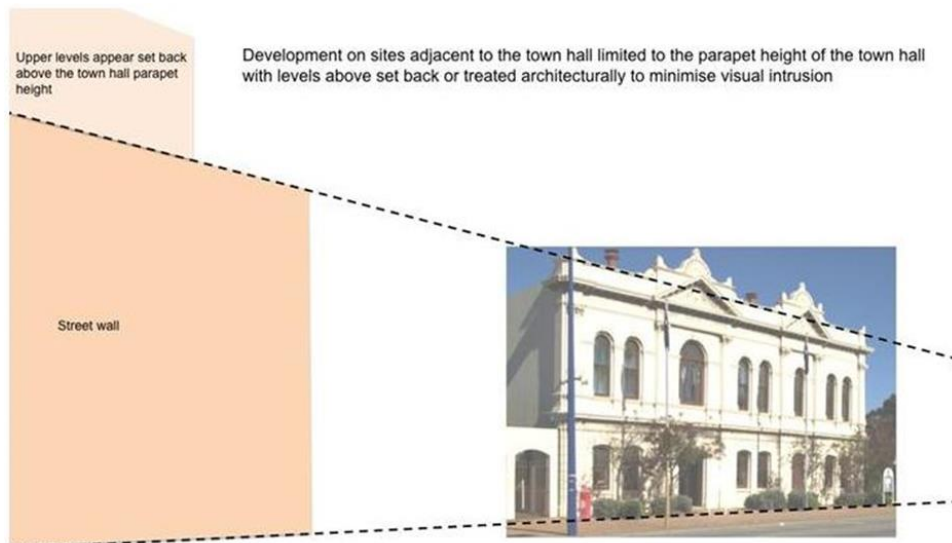 Upper levels appear set back
above the town hall parapet
height
Development on sites adjacent to the town hall limited to the parapet height of the town hall
with levels above set back or treated architecturally to minimise visual intrusion
Street wall